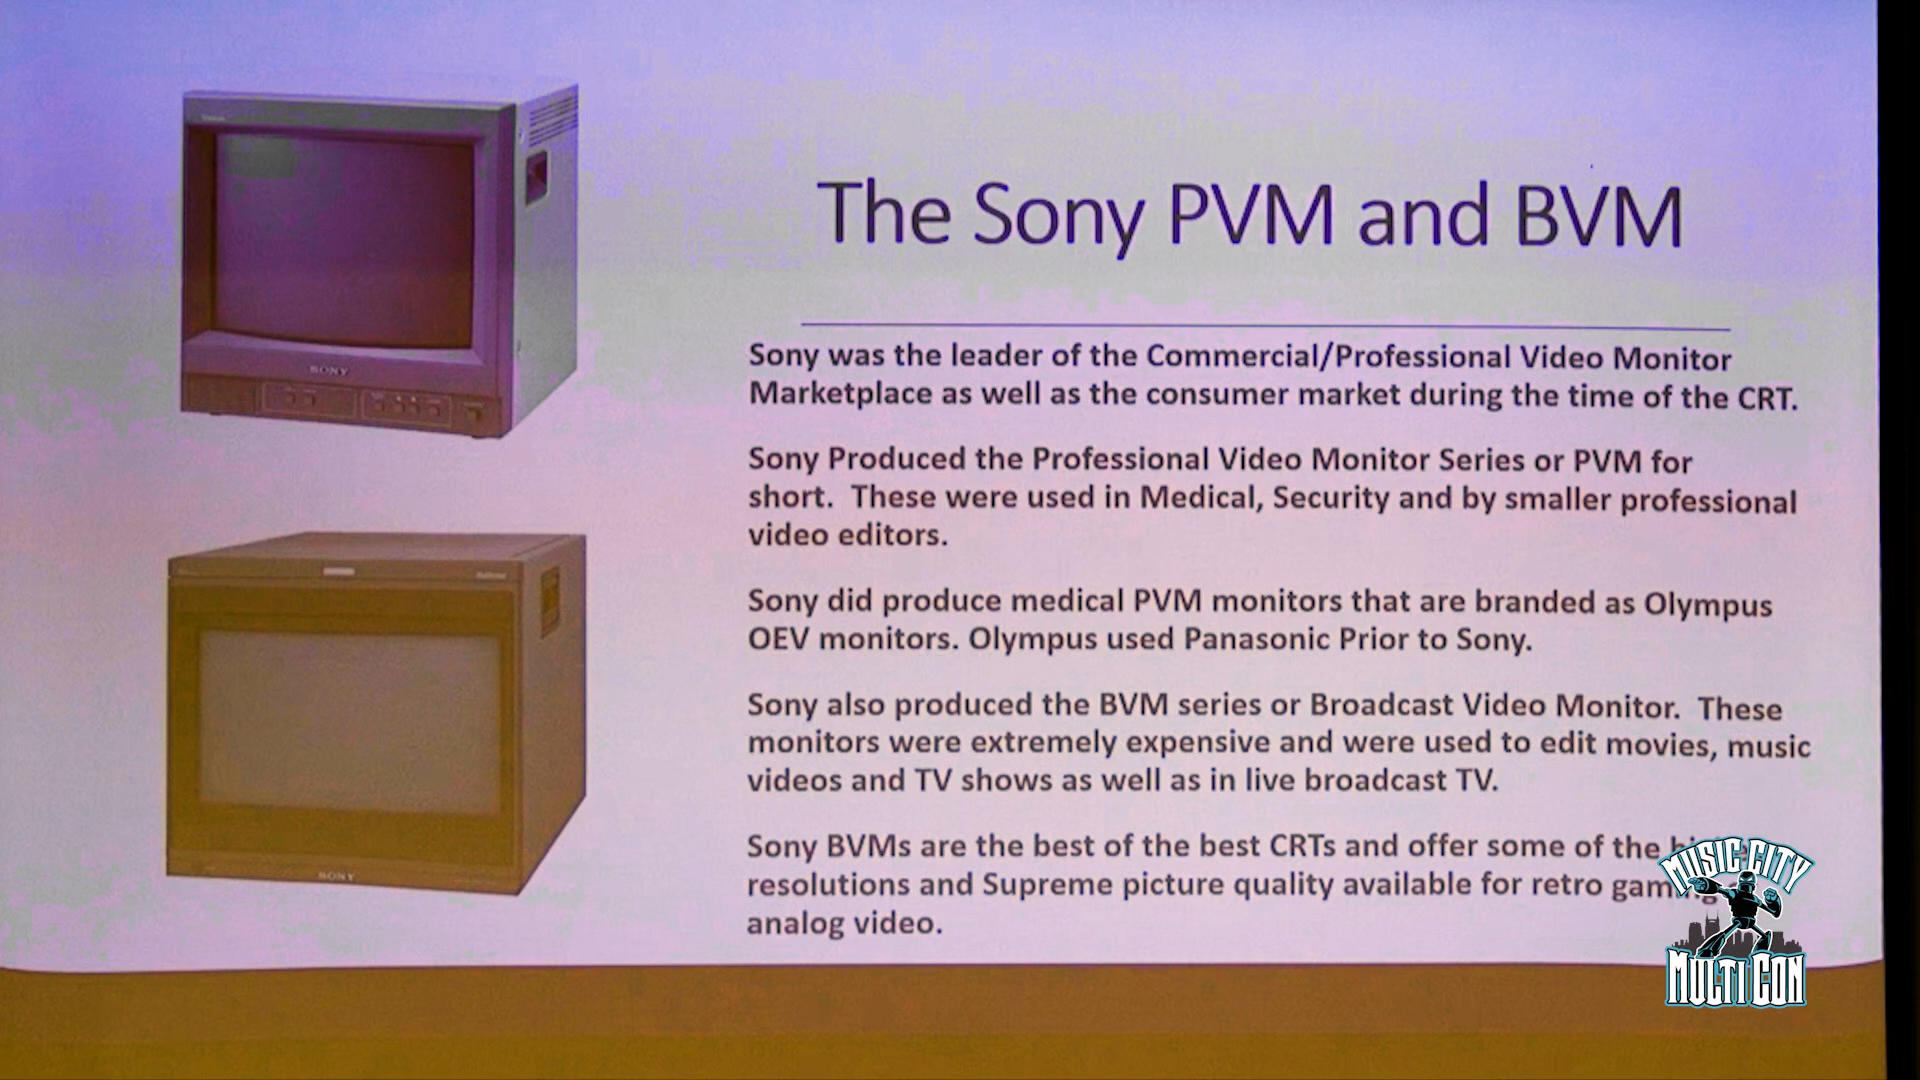 SONY
SONY
The Sony PVM and BVM
Sony was the leader of the Commercial/Professional Video Monitor
Marketplace as well as the consumer market during the time of the CRT.
Sony Produced the Professional Video Monitor Series or PVM for
short.  These were used in Medical, Security and by smaller professional
video editors.
Sony did produce medical PVM monitors that are branded as Olympus
OEV monitors. Olympus used Panasonic Prior to Sony.
Sony also produced the BVM series or Broadcast Video Monitor.  These
monitors were extremely expensive and were used to edit movies, music
videos and TV shows as well as in live broadcast TV.
Sony BVMs are the best of the best CRTs and offer some of the
resolutions and Supreme picture quality available for retro
analog video.
MUSIC CITY
MULTI CON